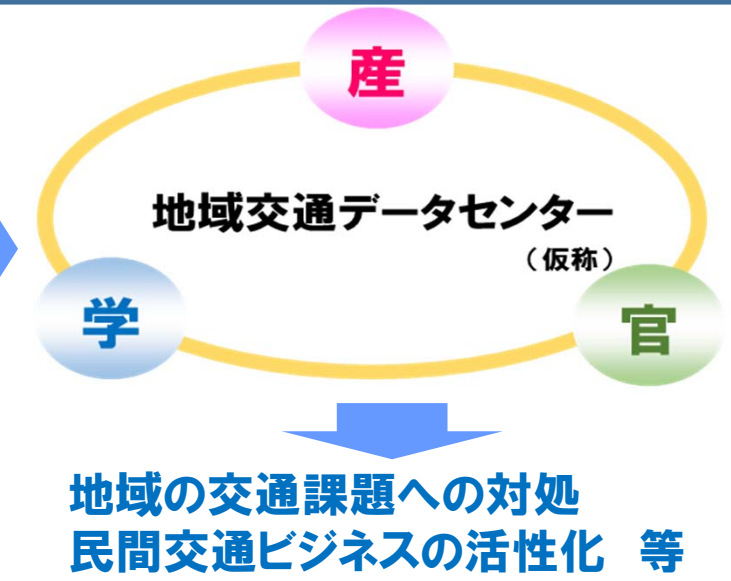 産
地域交通データセンター
（仮称）
学
官
地域の交通課題への対処
民間交通ビジネスの活性化　等